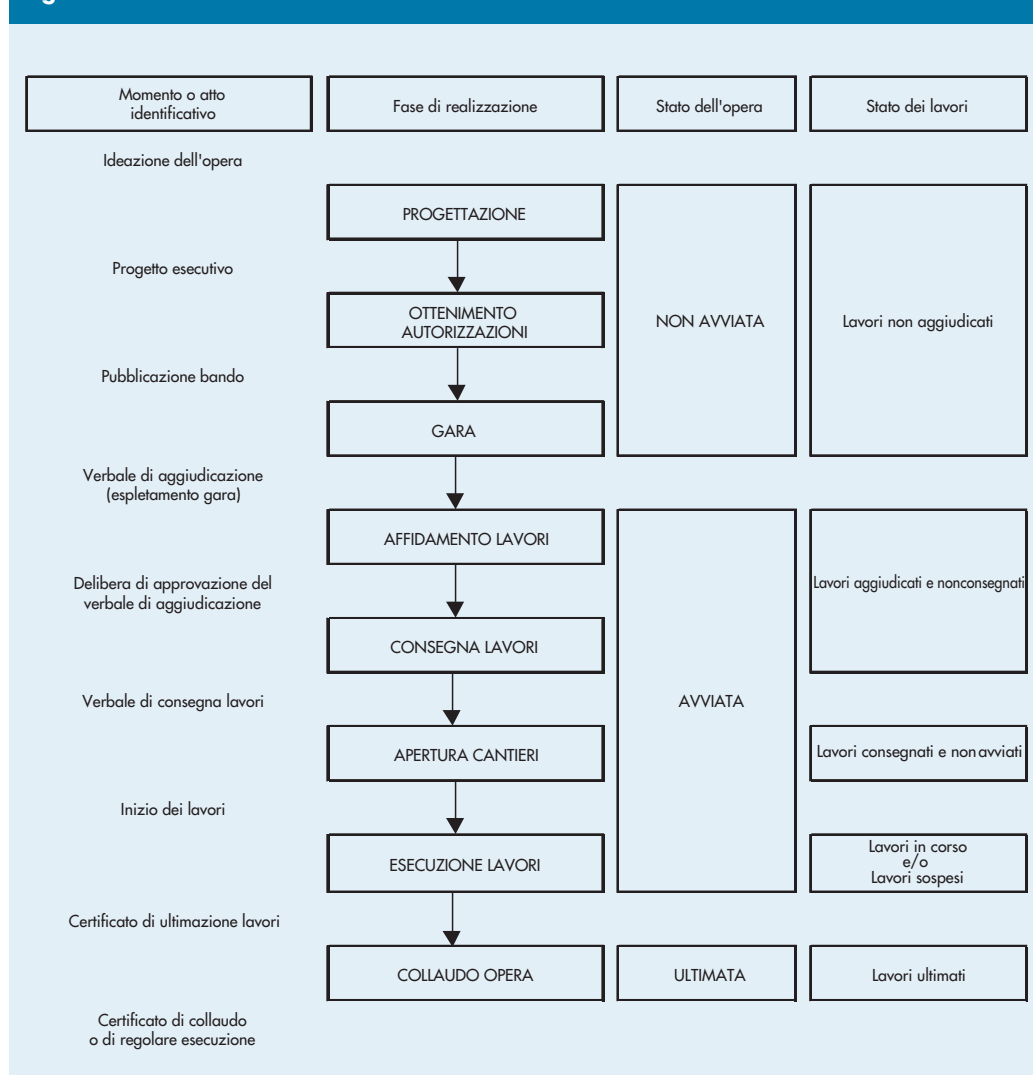 Momento o atto
identificativo
Fase di realizzazione
Stato dell'opera
Stato dei lavori
Ideazione dell'opera
PROGETTAZIONE
Progetto esecutivo
OTTENIMENTO
AUTORIZZAZIONI
NON AVVIATA
Lavori non aggiudicati
Pubblicazione bando
GARA
Verbale di aggiudicazione
(espletamento gara)
AFFIDAMENTO LAVORI
Delibera di approvazione del
verbale di aggiudicazione
Lavori aggiudicati e nonconsegnati
CONSEGNA LAVORI
Verbale di consegna lavori
AVVIATA
APERTURA CANTIERI
Lavori consegnati e non avviati
Inizio dei lavori
ESECUZIONE LAVORI
Lavori in corso
e/o
Lavori sospesi
Certificato di ultimazione lavori
COLLAUDO OPERA
ULTIMATA
Lavori ultimati
Certificato di collaudo
o di regolare esecuzione